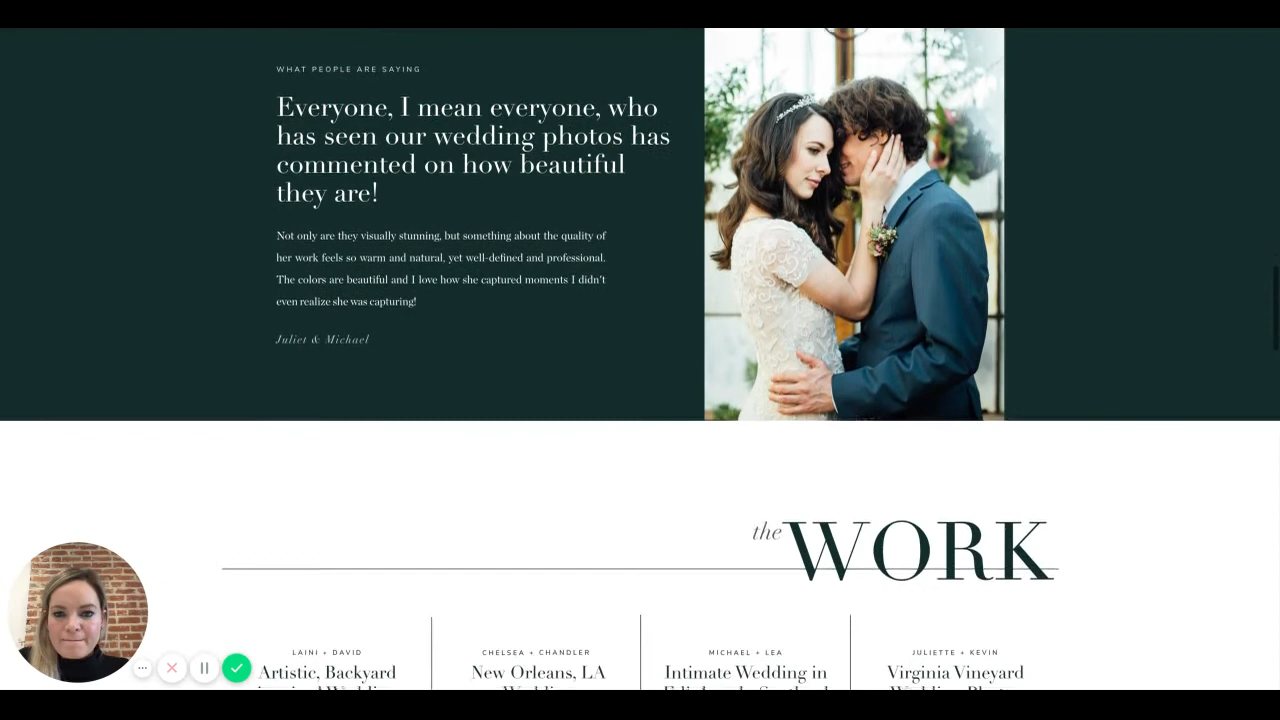 WHAT PEOPLE ARE SAYING
Everyone, I mean everyone, who
has seen our wedding photos has
commented on how beautiful
they are!
Not only are they visually stunning, but something about the quality of
her work feels so warm and natural, yet well-defined and professional.
The colors are beautiful and I love how she captured moments I didn't
even realize she was capturing!
Juliet & Michael
the WORK
LAINI + DAVID
Artistic, Backyard
CHELSEA + CHANDLER
New Orleans, LA
MICHAEL + LEA
Intimate Wedding in
JULIETTE + KEVIN
Virginia Vineyard